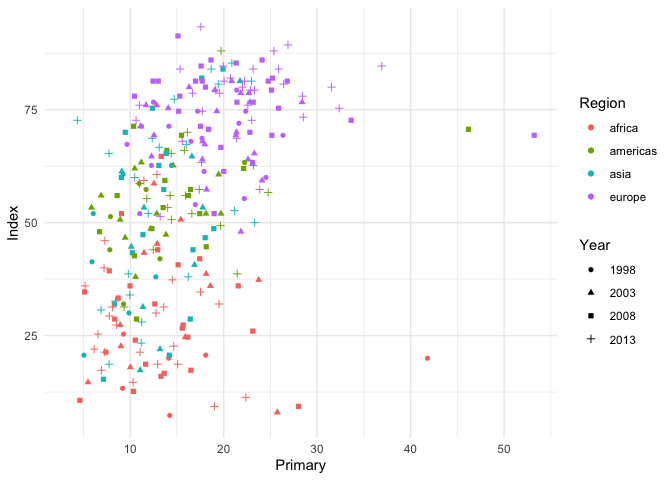 75
50
25
Index
10
20
30
40
50
Primary
Region
africa
americas
asia
europe
Year
1998
2003
2008
2013